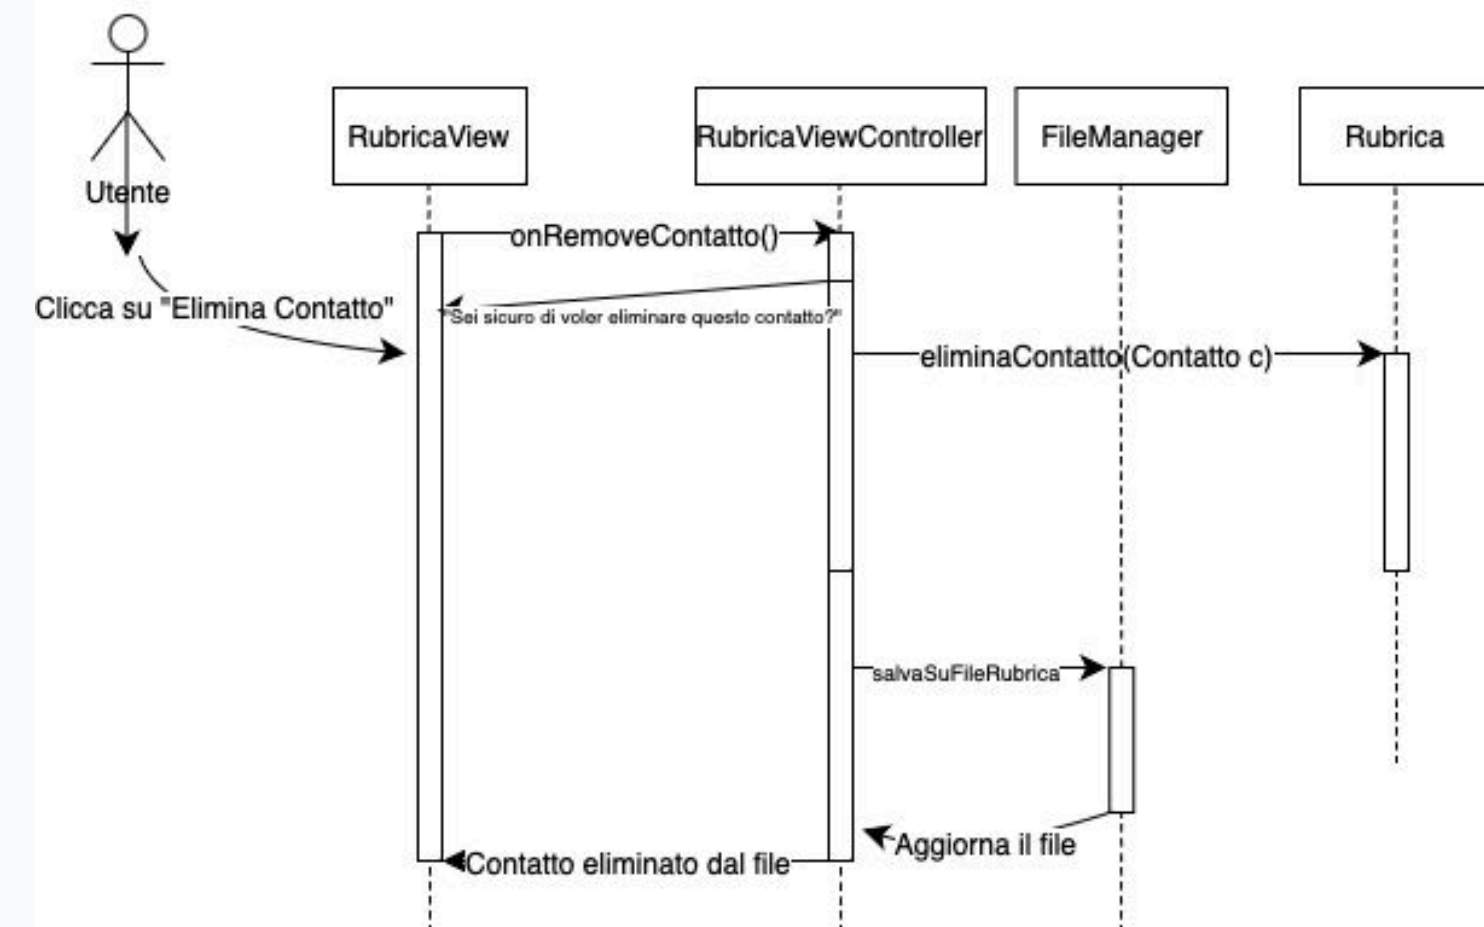 RubricaView
RubricaViewController
FileManager
Rubrica
Utente
onRemoveContatto()
Clicca su "Elimina Contatto"
"Sei sicuro di voler eliminare questo contatto?"
eliminaContatto(Contatto c)
salvaSuFileRubrica
Aggiorna il file
Contatto eliminato dal file